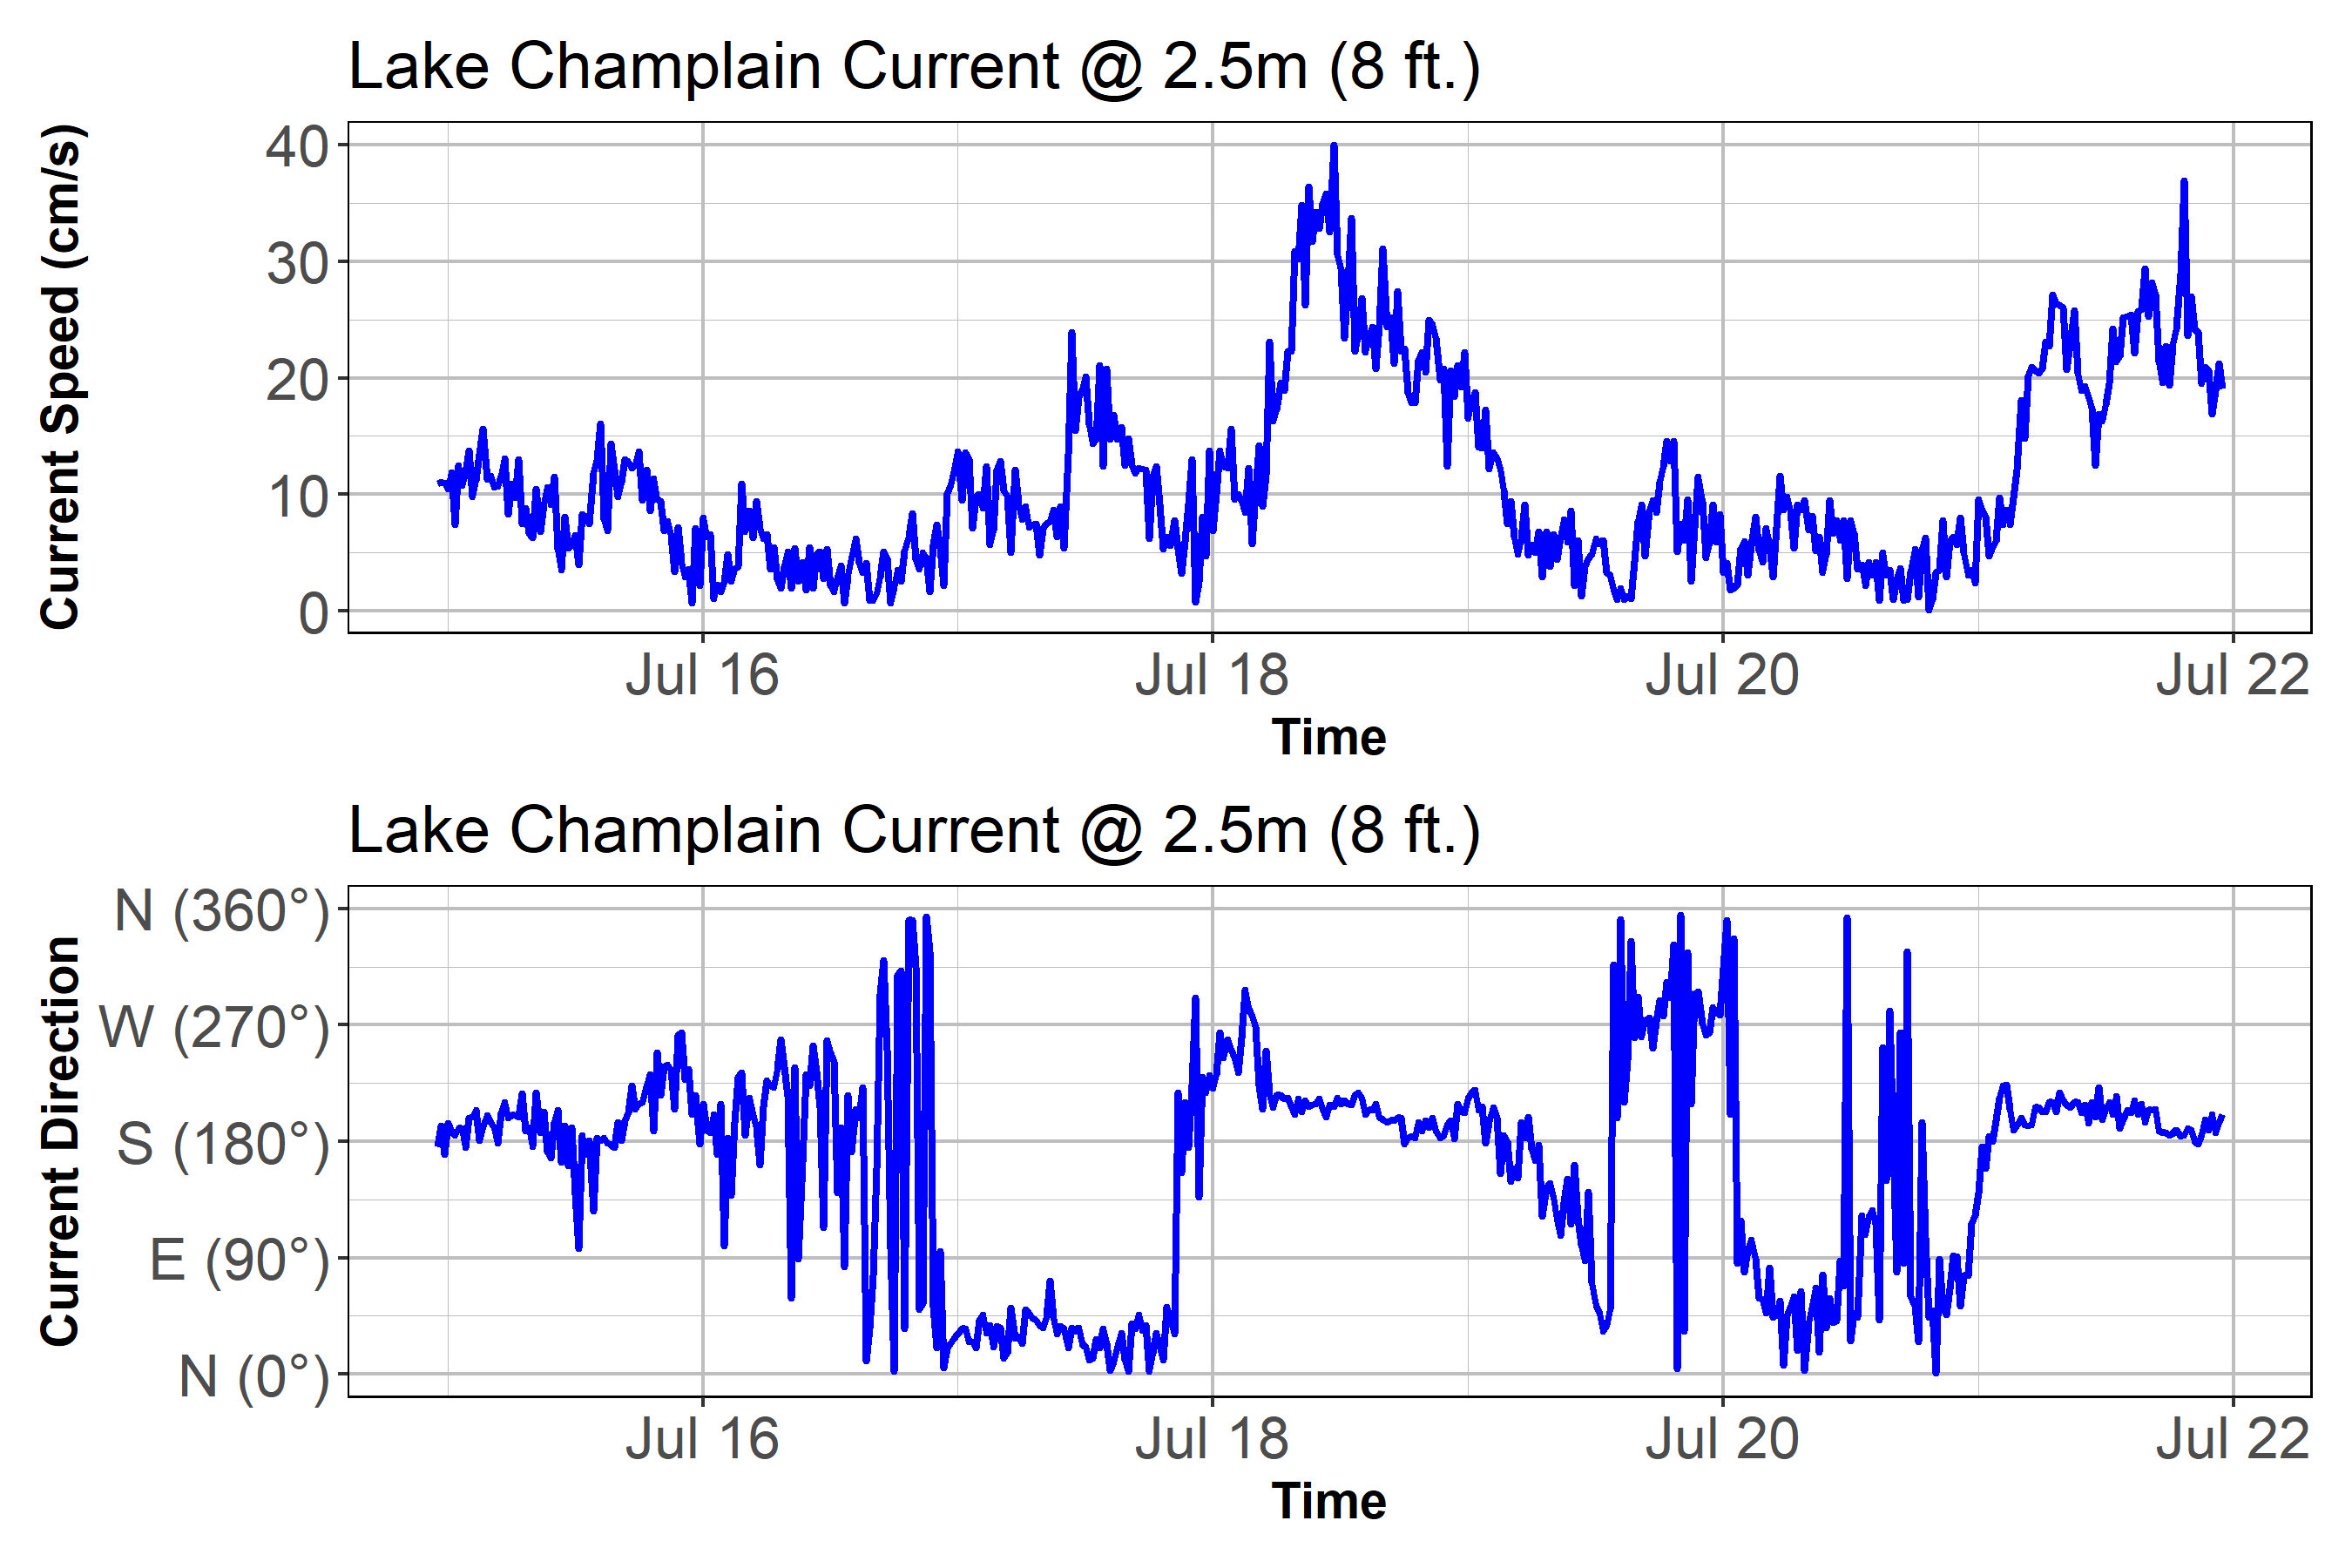 Lake Champlain Current @ 2.5m (8 ft.)
Current Speed (cm/s)
40
30
20
10
0
Jul 16 Jul 18 Jul 20 Jul 22
Time
Lake Champlain Current @ 2.5m (8 ft.)
Current Direction
N (360°)
W (270°)
S (180°)
E (90°)
N (0°)
Jul 16 Jul 18 Jul 20 Jul 22
Time